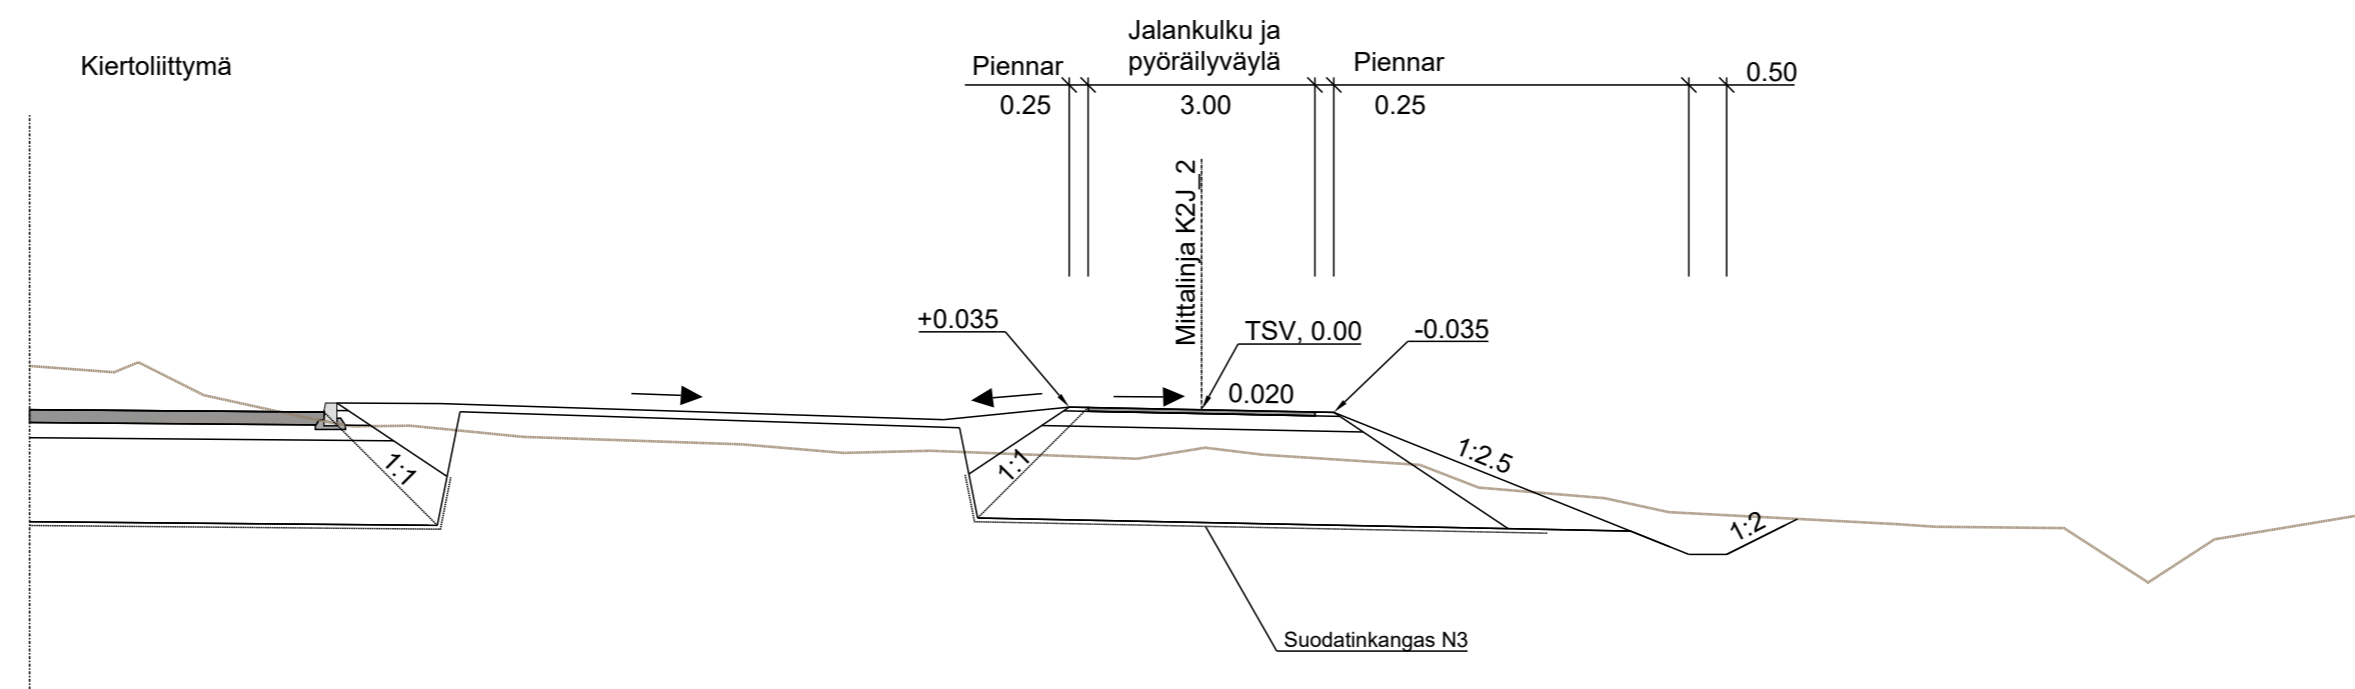 Kiertoliittymä
Piennar
Jalankulku ja
pyöräilyväylä
Piennar
0.50
0.25
3.00
0.25
Mittalinja K2J_2
+0.035
TSV, 0.00
-0.035
0.020
1:1
1:1
1:2.5
1:2
Suodatinkangas N3